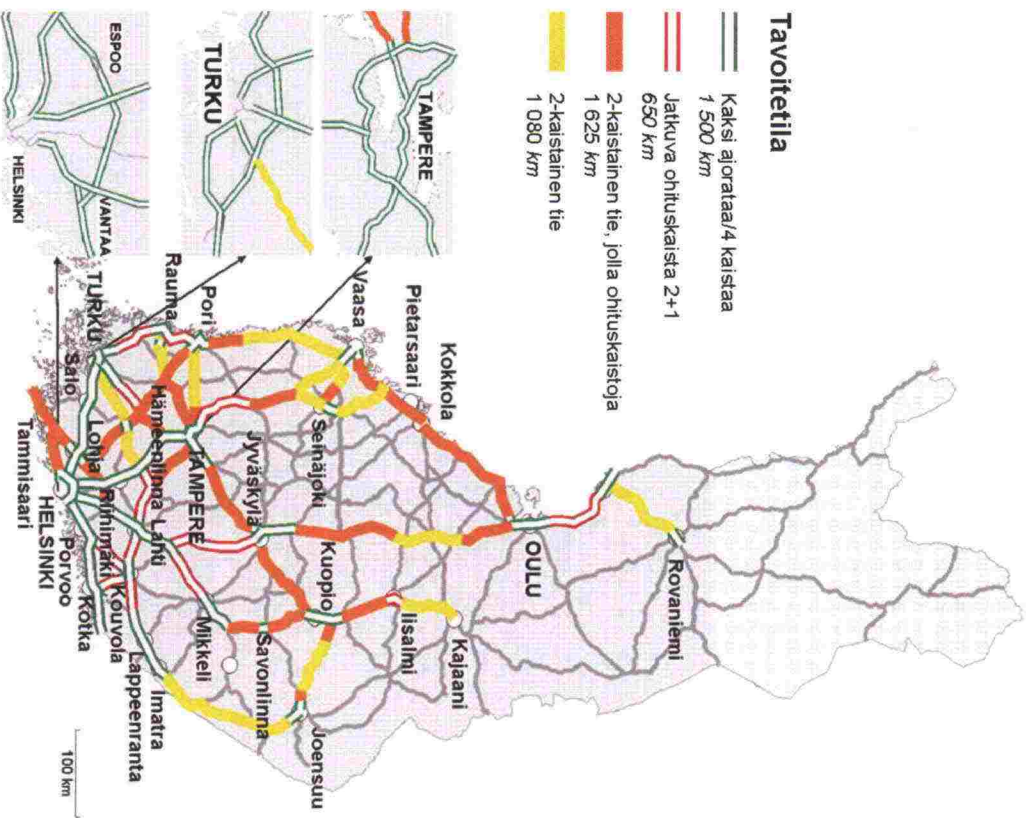 Tavoitetila
Kaksi ajorataa/4 kaistaa
1 500 km
Jatkuva ohituskaista 2+1
650 km
2-kaistainen tie, jolla ohituskaistoja
1 625 km
2-kaistainen tie
1 080 km
TAMPERE
TURKU
ESPOO
VANTAA
HELSINKI
Rovaniemi
OULU
Kokkola
Pietarsaari
Kajaani
Iisalmi
Vaasa
Seinäjoki
Kuopio
Joensuu
Jyväskylä
Savonlinna
Pori
TAMPERE
Mikkeli
Rauma
Hämeenlinna
Lahti
Imatra
Lappeenranta
TURKU
Salo
Lohja
Riihimäki
Kouvola
Kotka
Porvoo
HELSINKI
Tammisaari
100 km